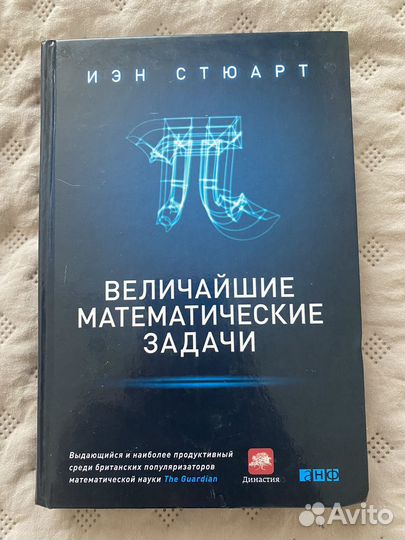 ИЭН СТЮАРТ
π
ВЕЛИЧАЙШИЕ
МАТЕМАТИЧЕСКИЕ
ЗАДАЧИ
Выдающийся и наиболее продуктивный
среди британских популяризаторов
математической науки The Guardian
Династия
АНФ
Avito